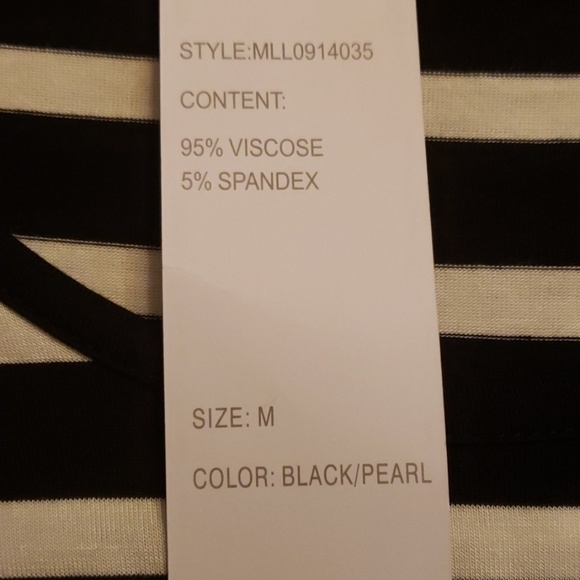 STYLE:MLL0914035
CONTENT:
95% VISCOSE
5% SPANDEX
SIZE: M
COLOR: BLACK/PEARL